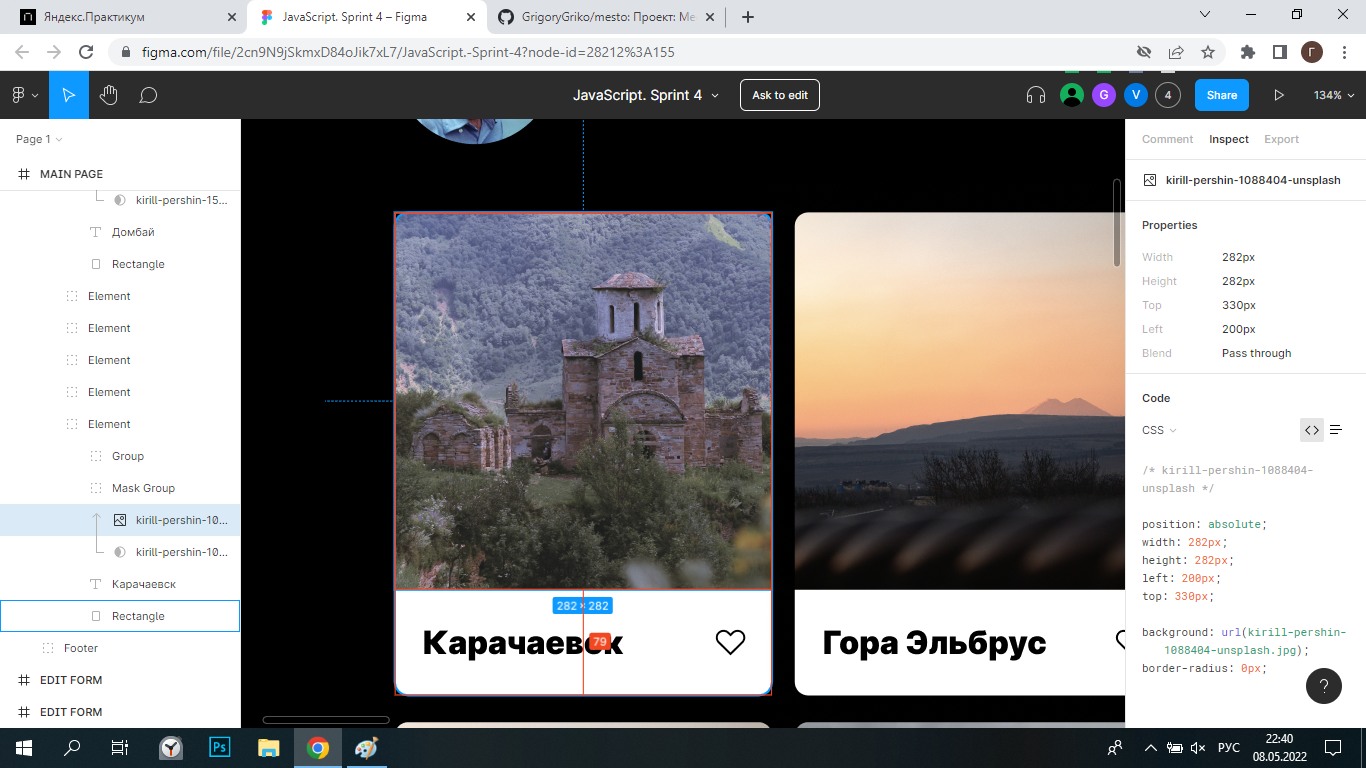 Яндекс.Практикум
JavaScript. Sprint 4 – Figma
GrigoryGriko/mesto: Проект: Ме
figma.com/file/2cn9N9jSkmxD84oJik7xL7/JavaScript.-Sprint-4?node-id=28212%3A155
Г
JavaScript. Sprint 4
Ask to edit
G
V
4
Share
134%
Page 1
MAIN PAGE
kirill-pershin-15...
Домбай
Rectangle
Element
Element
Element
Element
Element
Group
Mask Group
kirill-pershin-10...
kirill-pershin-10...
Карачаевск
Rectangle
Footer
EDIT FORM
EDIT FORM
282 × 282
79
Карачаевск
Гора Эльбрус
Comment Inspect Export
kirill-pershin-1088404-unsplash
Properties
Width 282px
Height 282px
Top 330px
Left 200px
Blend Pass through
Code
CSS
/* kirill-pershin-1088404-
unsplash */
position: absolute;
width: 282px;
height: 282px;
left: 200px;
top: 330px;
background: url(kirill-pershin-
1088404-unsplash.jpg);
border-radius: 0px;
?
Ps
РУС
22:40
08.05.2022